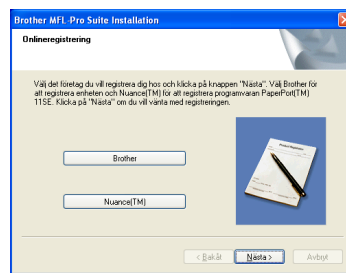 Brother MFL-Pro Suite Installation
Onlineregistrering
Välj det företag du vill registrera dig hos och klicka på knappen "Nästa". Välj Brother för
att registrera enheten och Nuance(TM) för att registrera programvaran PaperPort(TM)
11SE. Klicka på "Nästa" om du vill vänta med registreringen.
Brother
Nuance(TM)
< Bakåt Nästa > Avbryt